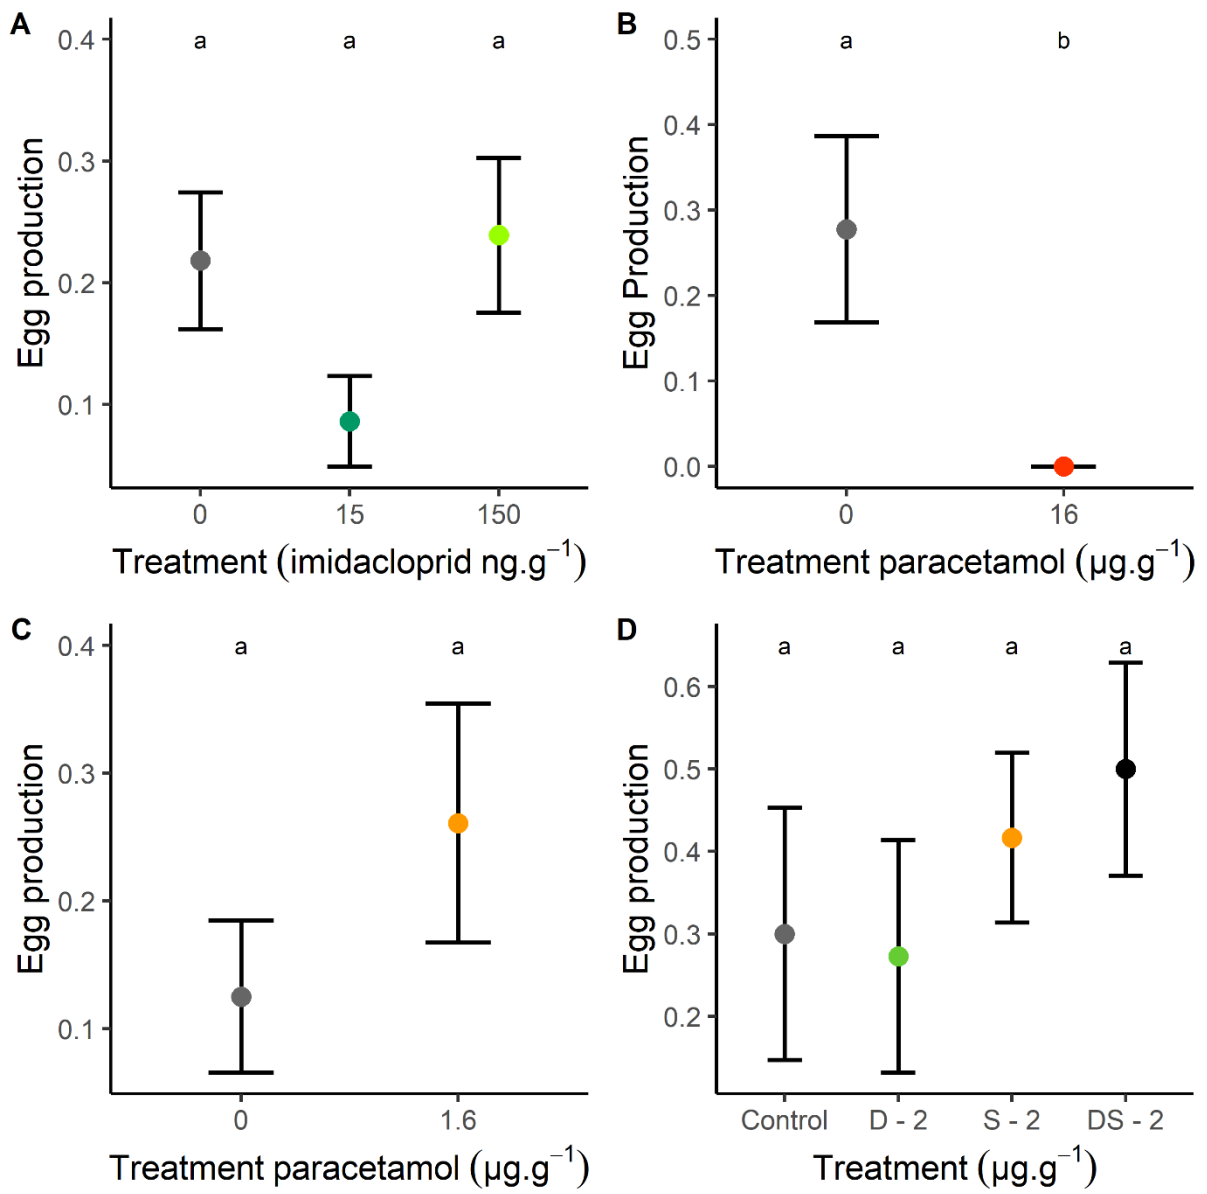 A
a a a
0.4
0.3
0.2
0.1
Egg production
0 15 150
Treatment (imidacloprid ng.g⁻¹)
B
a b
0.5
0.4
0.3
0.2
0.1
0.0
Egg Production
0 16
Treatment paracetamol (µg.g⁻¹)
C
a a
0.4
0.3
0.2
0.1
Egg production
0 1.6
Treatment paracetamol (µg.g⁻¹)
D
a a a a
0.6
0.5
0.4
0.3
0.2
Egg production
Control D - 2 S - 2 DS - 2
Treatment (µg.g⁻¹)